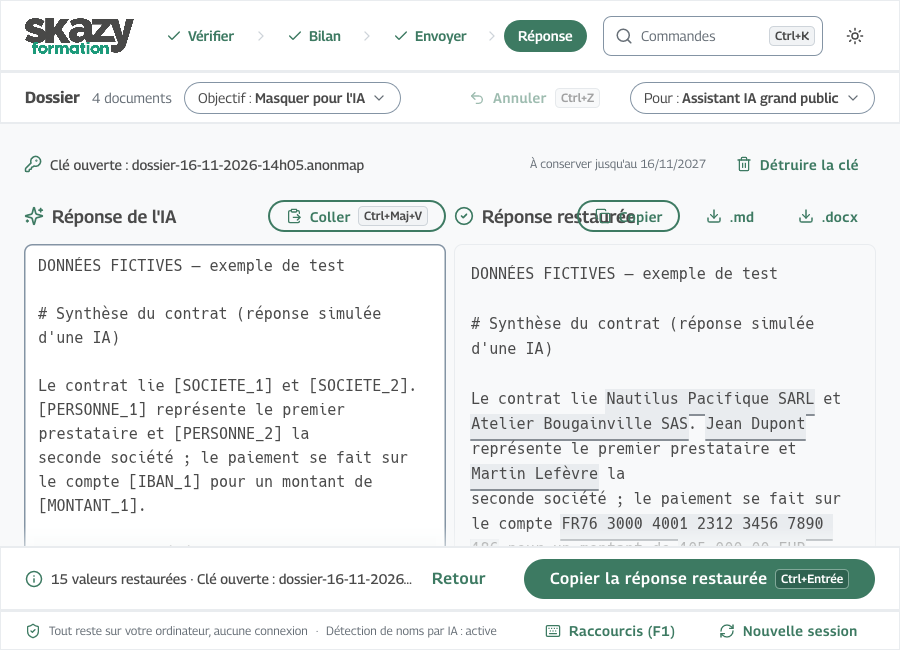 skazy
formation
Vérifier
Bilan
Envoyer
Réponse
Commandes
Ctrl+K
Dossier
4 documents
Objectif : Masquer pour l'IA
Annuler
Ctrl+Z
Pour : Assistant IA grand public
Clé ouverte : dossier-16-11-2026-14h05.anonmap
À conserver jusqu'au 16/11/2027
Détruire la clé
Réponse de l'IA
Coller
Ctrl+Maj+V
Réponse restaurée
Copier
.md
.docx
DONNÉES FICTIVES — exemple de test
# Synthèse du contrat (réponse simulée
d'une IA)
Le contrat lie [SOCIETE_1] et [SOCIETE_2].
[PERSONNE_1] représente le premier
prestataire et [PERSONNE_2] la
seconde société ; le paiement se fait sur
le compte [IBAN_1] pour un montant de
[MONTANT_1].
DONNÉES FICTIVES — exemple de test
# Synthèse du contrat (réponse simulée
d'une IA)
Le contrat lie Nautilus Pacifique SARL et
Atelier Bougainville SAS. Jean Dupont
représente le premier prestataire et
Martin Lefèvre la
seconde société ; le paiement se fait sur
le compte FR76 3000 4001 2312 3456 7890
pour un montant de
15 valeurs restaurées · Clé ouverte : dossier-16-11-2026...
Retour
Copier la réponse restaurée
Ctrl+Entrée
Tout reste sur votre ordinateur, aucune connexion · Détection de noms par IA : active
Raccourcis (F1)
Nouvelle session